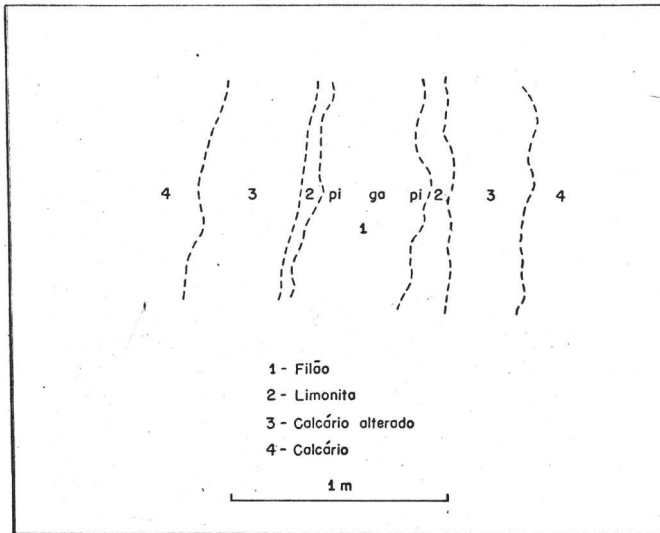 4 3 2 pi ga pi 2 3 4
1
1 - Filão
2 - Limonita
3 - Calcário alterado
4 - Calcário
1 m